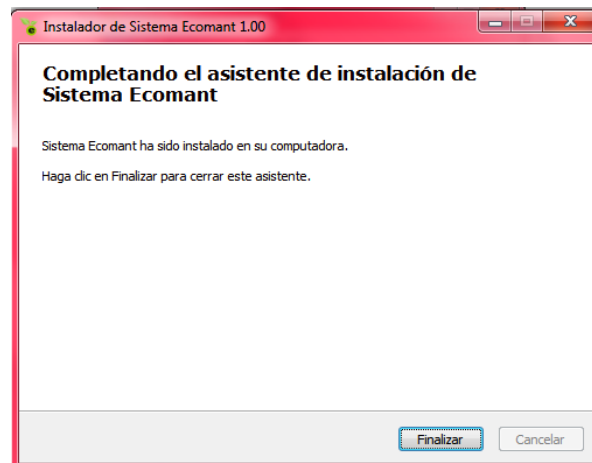 Instalador de Sistema Ecomant 1.00
Completando el asistente de instalación de
Sistema Ecomant
Sistema Ecomant ha sido instalado en su computadora.
Haga clic en Finalizar para cerrar este asistente.
Finalizar
Cancelar